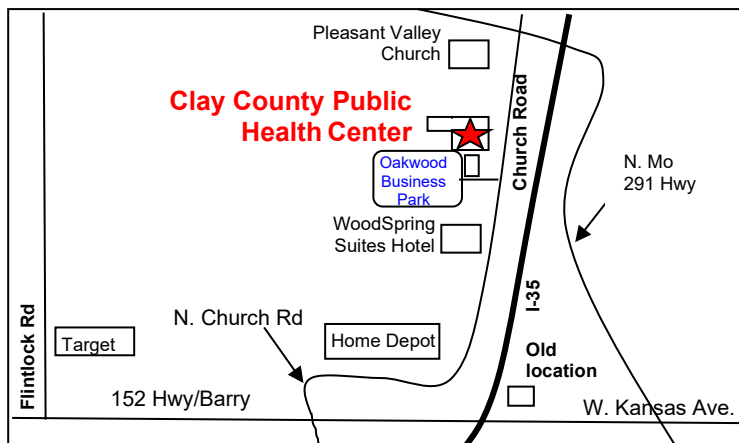 Pleasant Valley
Church
Clay County Public
Health Center
Church Road
Oakwood
Business
Park
N. Mo
291 Hwy
WoodSpring
Suites Hotel
I-35
Flintlock Rd
N. Church Rd
Target
Home Depot
Old
location
152 Hwy/Barry
W. Kansas Ave.